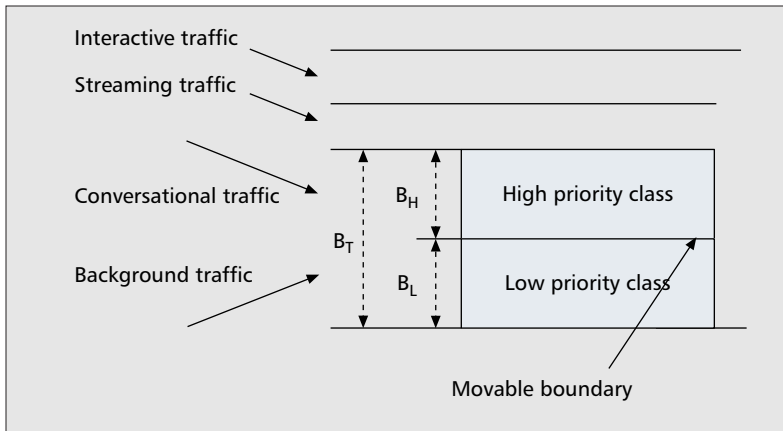 Interactive traffic
Streaming traffic
Conversational traffic
Background traffic
B_T
B_H
B_L
High priority class
Low priority class
Movable boundary